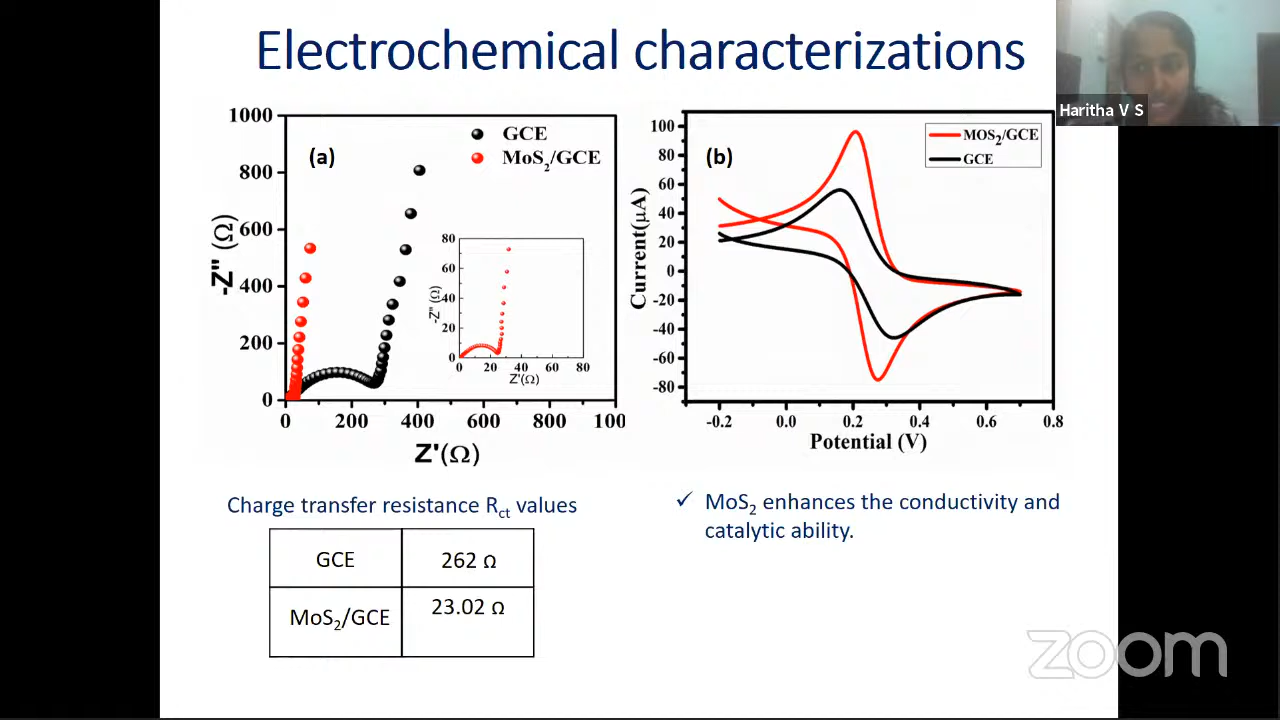 Electrochemical characterizations
Haritha V S
1000
800
600
400
200
0
-Z" (Ω)
(a)
GCE
MoS₂/GCE
80
60
40
20
0
-Z'' (Ω)
0 20 40 60 80
Z'(Ω)
0 200 400 600 800 100
Z'(Ω)
100
80
60
40
20
0
-20
-40
-60
-80
Current(μA)
(b)
MOS₂/GCE
GCE
-0.2 0.0 0.2 0.4 0.6 0.8
Potential (V)
Charge transfer resistance Rct values
GCE 262 Ω
MoS₂/GCE 23.02 Ω
✓ MoS₂ enhances the conductivity and
catalytic ability.
zoom